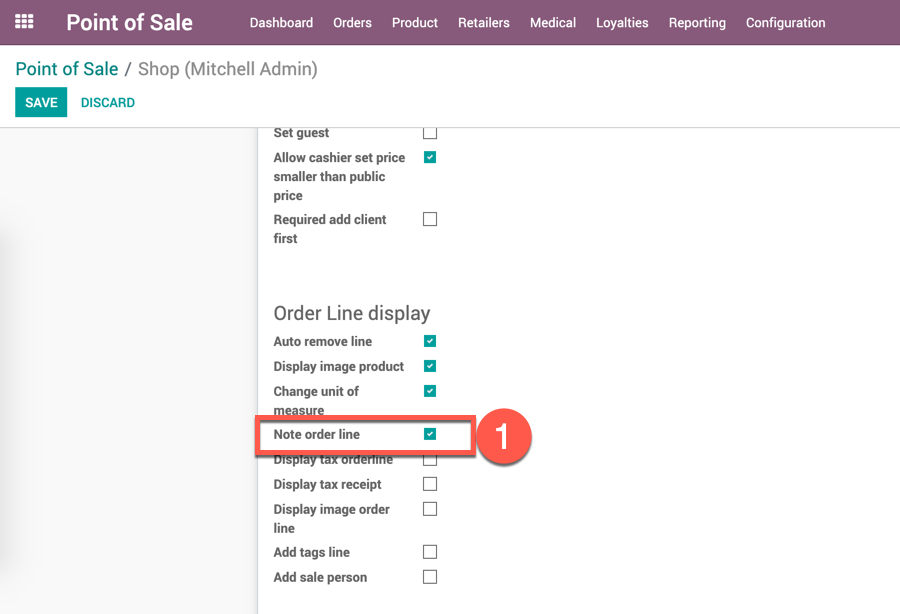 Point of Sale Dashboard Orders Product Retailers Medical Loyalties Reporting Configuration
Point of Sale / Shop (Mitchell Admin)
SAVE DISCARD
Set guest
Allow cashier set price
smaller than public
price
Required add client
first
Order Line display
Auto remove line
Display image product
Change unit of
measure
Note order line
1
Display tax orderline
Display tax receipt
Display image order
line
Add tags line
Add sale person